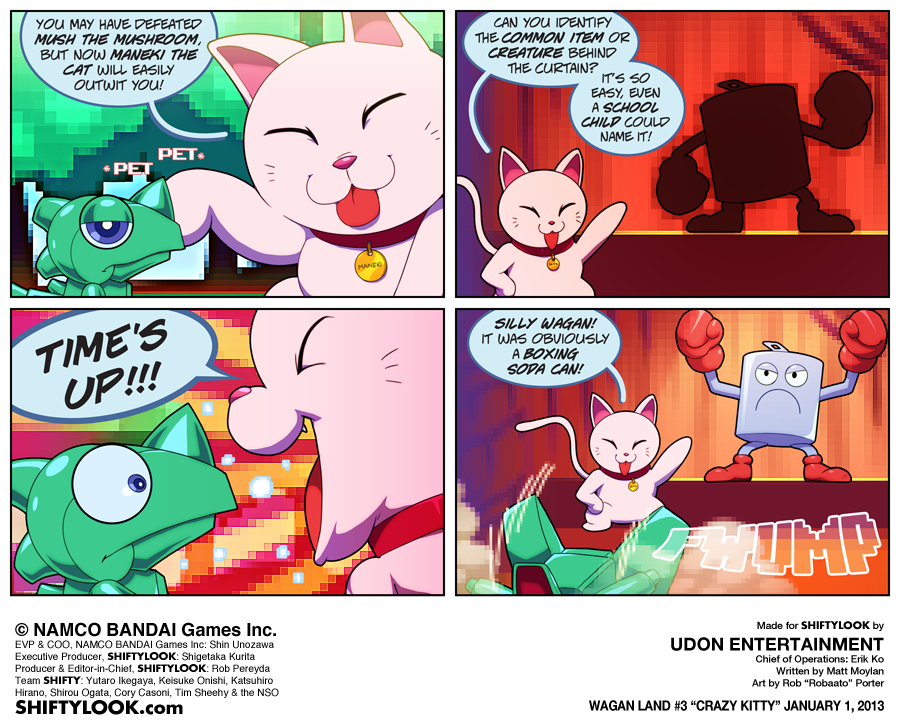 YOU MAY HAVE DEFEATED
MUSH THE MUSHROOM,
BUT NOW MANEKI THE
CAT WILL EASILY
OUTWIT YOU!
*PET
PET*
MANEKI
CAN YOU IDENTIFY
THE COMMON ITEM OR
CREATURE BEHIND
THE CURTAIN?
IT'S SO
EASY, EVEN
A SCHOOL
CHILD COULD
NAME IT!
TIME'S
UP!!!
SILLY WAGAN!
IT WAS OBVIOUSLY
A BOXING
SODA CAN!
FWUMP
© NAMCO BANDAI Games Inc.
EVP & COO, NAMCO BANDAI Games Inc: Shin Unozawa
Executive Producer, SHIFTYLOOK: Shigetaka Kurita
Producer & Editor-in-Chief, SHIFTYLOOK: Rob Pereyda
Team SHIFTY: Yutaro Ikegaya, Keisuke Onishi, Katsuhiro
Hirano, Shirou Ogata, Cory Casoni, Tim Sheehy & the NSO
SHIFTYLOOK.com
Made for SHIFTYLOOK by
UDON ENTERTAINMENT
Chief of Operations: Erik Ko
Written by Matt Moylan
Art by Rob "Robaato" Porter
WAGAN LAND #3 "CRAZY KITTY" JANUARY 1, 2013